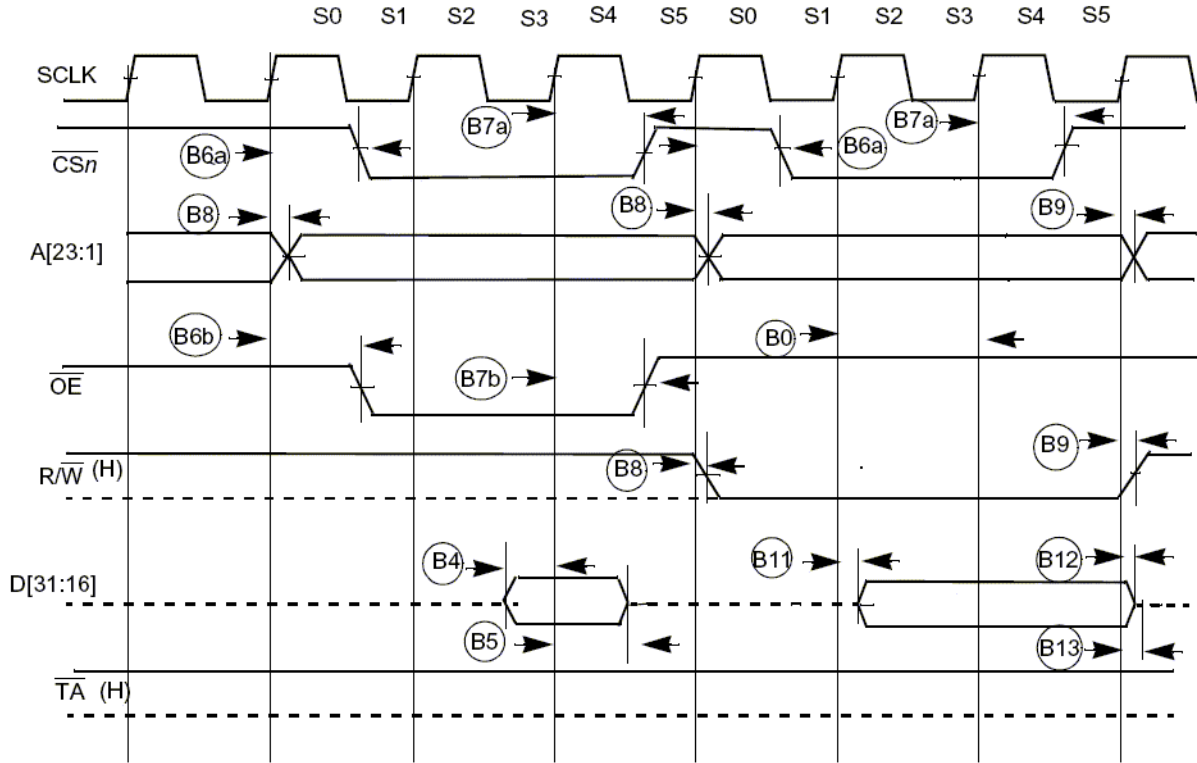 S0 S1 S2 S3 S4 S5 S0 S1 S2 S3 S4 S5
SCLK
B7a B7a
CSn B6a B6a
B8 B8 B9
A[23:1]
B6b B0
OE B7b
R/W (H) B8 B9
B4 B11 B12
D[31:16]
B5 B13
TA (H)